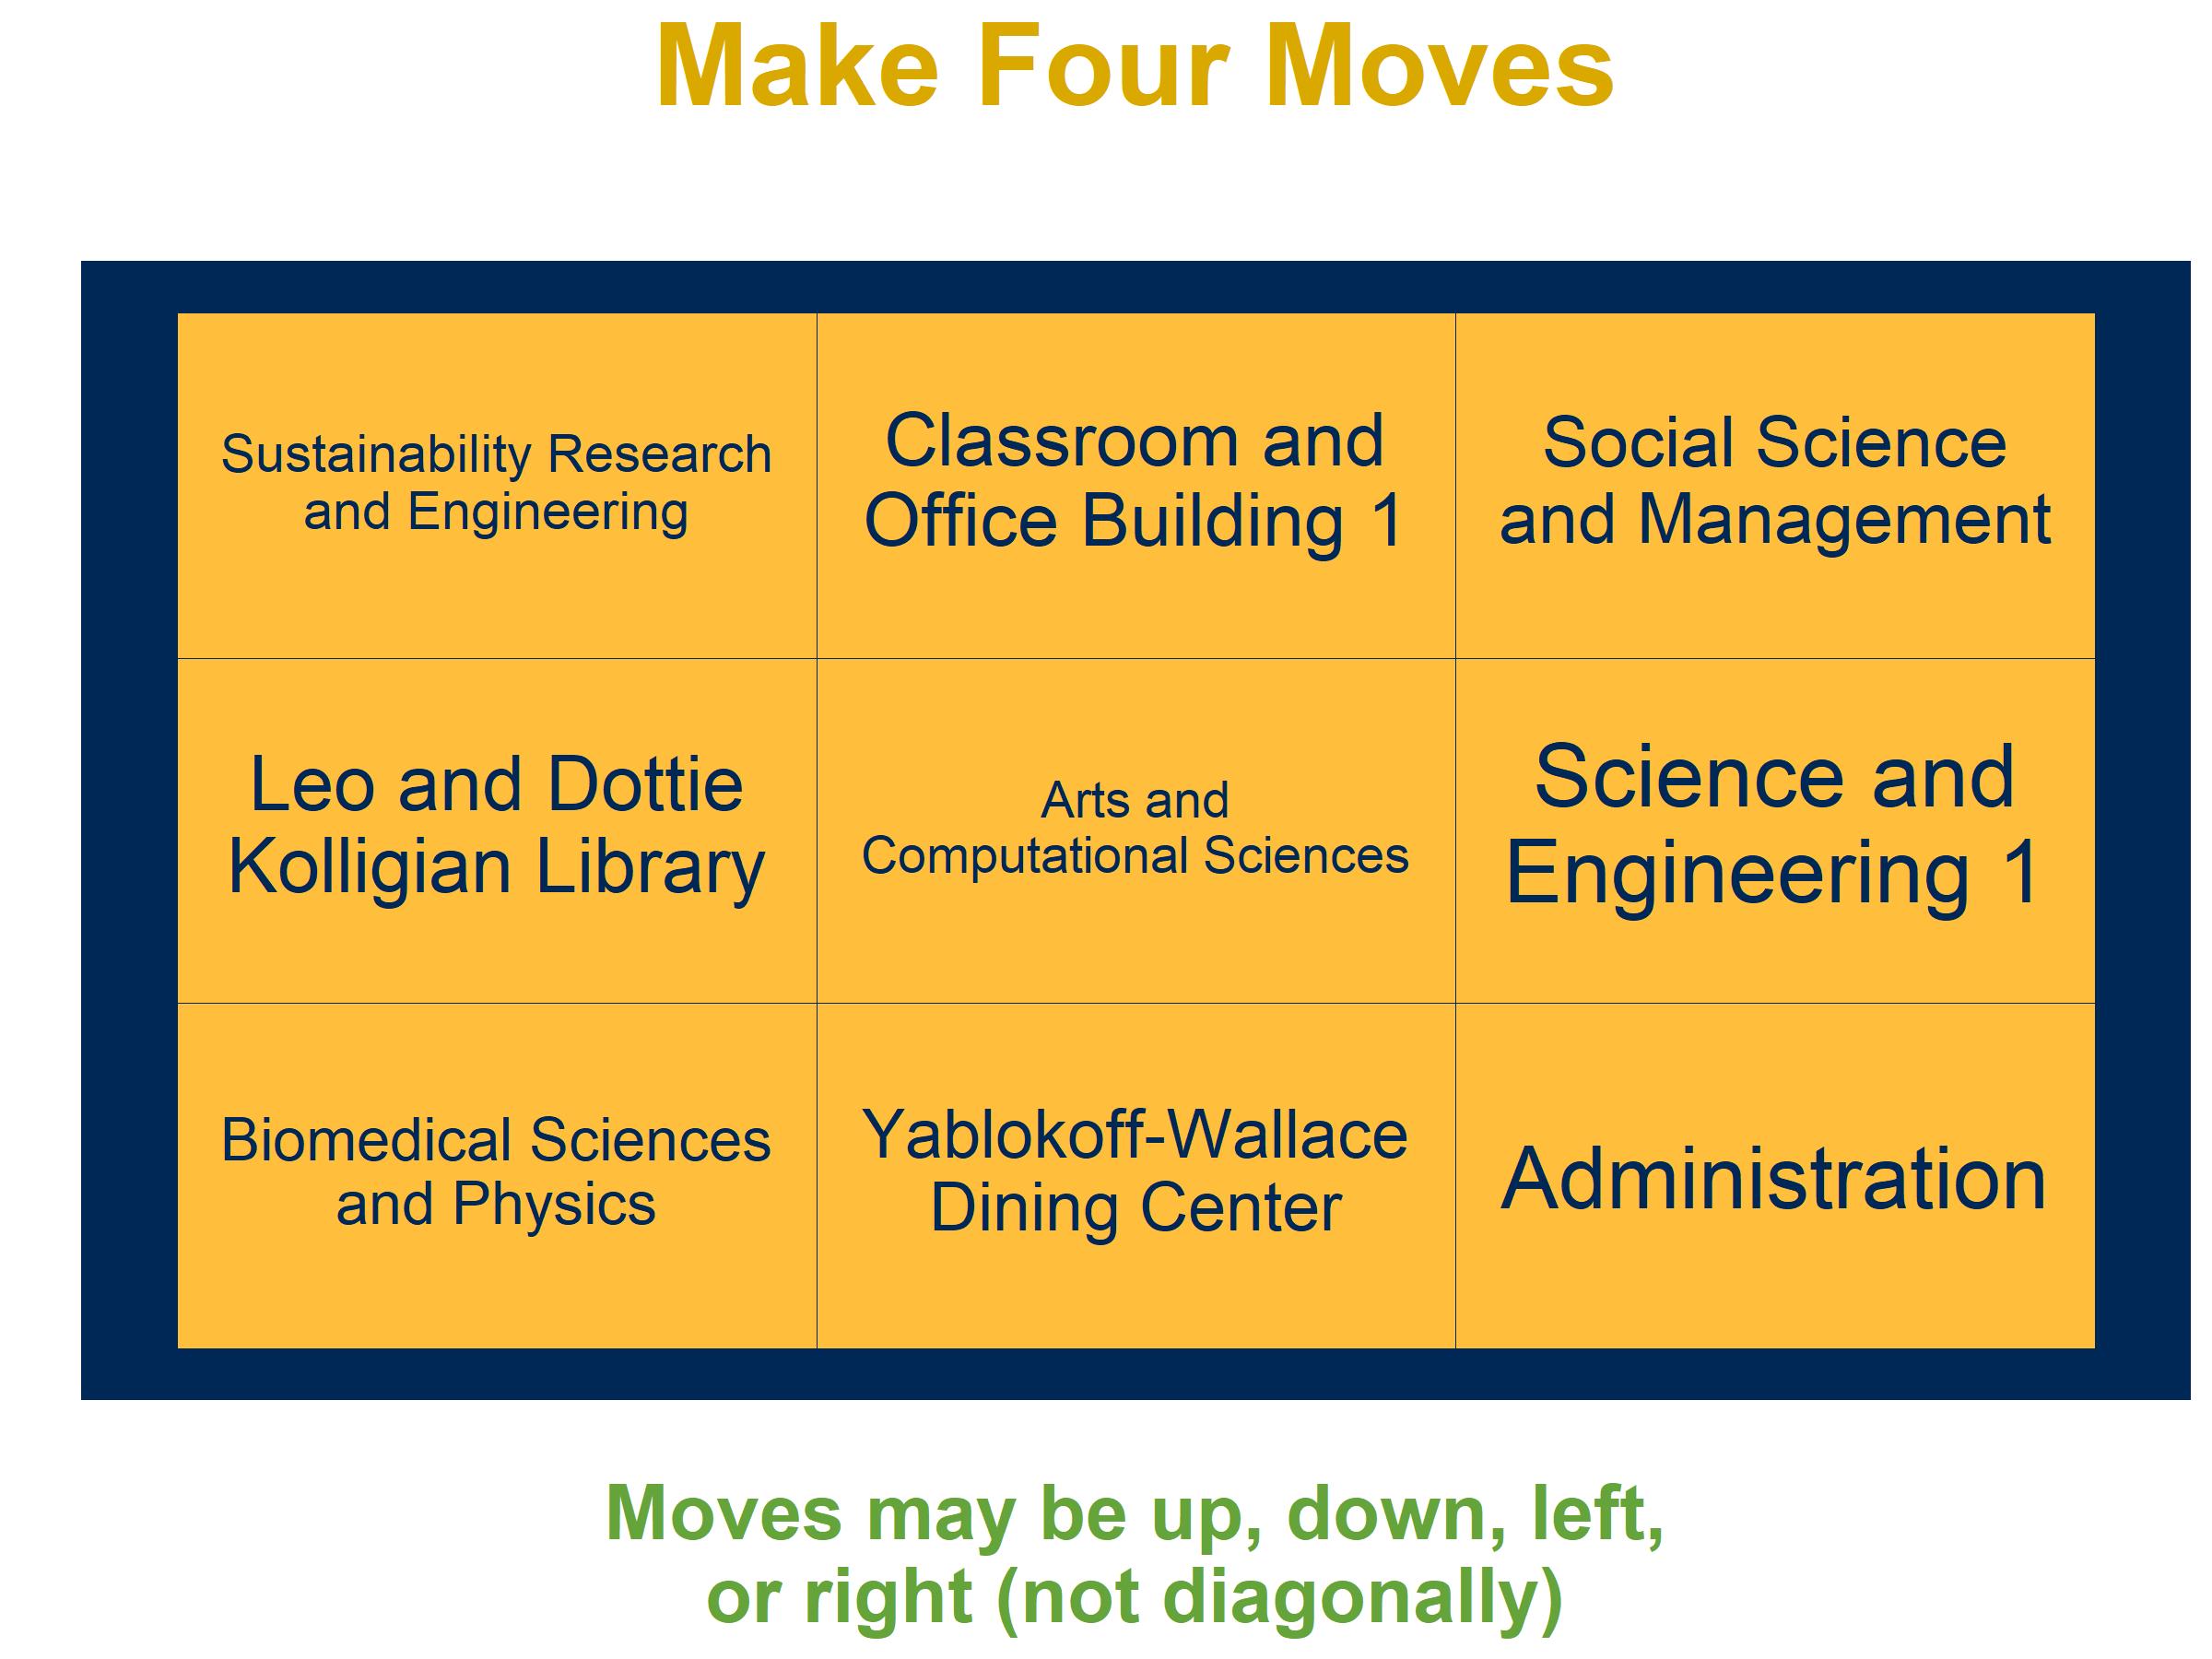 Make Four Moves
Sustainability Research
and Engineering
Classroom and
Office Building 1
Social Science
and Management
Leo and Dottie
Kolligian Library
Arts and
Computational Sciences
Science and
Engineering 1
Biomedical Sciences
and Physics
Yablokoff-Wallace
Dining Center
Administration
Moves may be up, down, left,
or right (not diagonally)